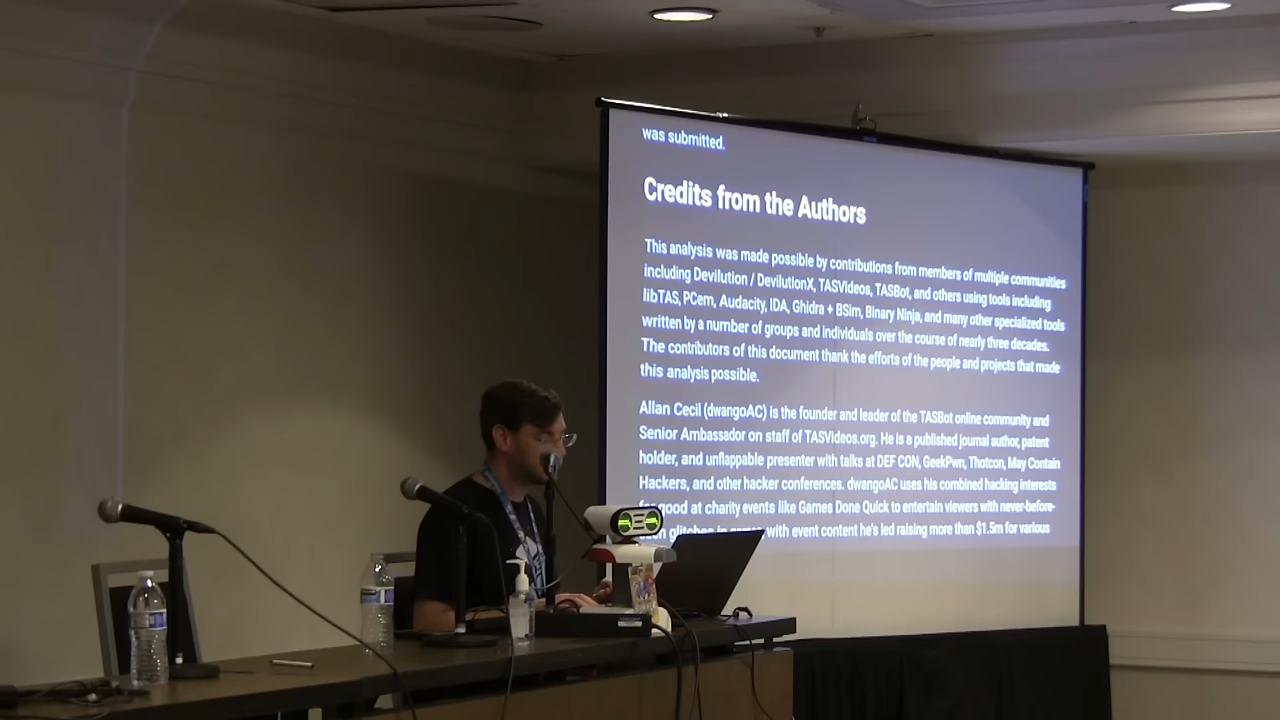 was submitted.
Credits from the Authors
This analysis was made possible by contributions from members of multiple communities
including Devilution / DevilutionX, TASVideos, TASBot, and others using tools including
libTAS, PCem, Audacity, IDA, Ghidra + BSim, Binary Ninja, and many other specialized tools
written by a number of groups and individuals over the course of nearly three decades.
The contributors of this document thank the efforts of the people and projects that made
this analysis possible.
Allan Cecil (dwangoAC) is the founder and leader of the TASBot online community and
Senior Ambassador on staff of TASVideos.org. He is a published journal author, patent
holder, and unflappable presenter with talks at DEF CON, GeekPwn, Thotcon, May Contain
Hackers, and other hacker conferences. dwangoAC uses his combined hacking interests
for good at charity events like Games Done Quick to entertain viewers with never-before-
glitches in games with event content he's led raising more than $1.5m for various